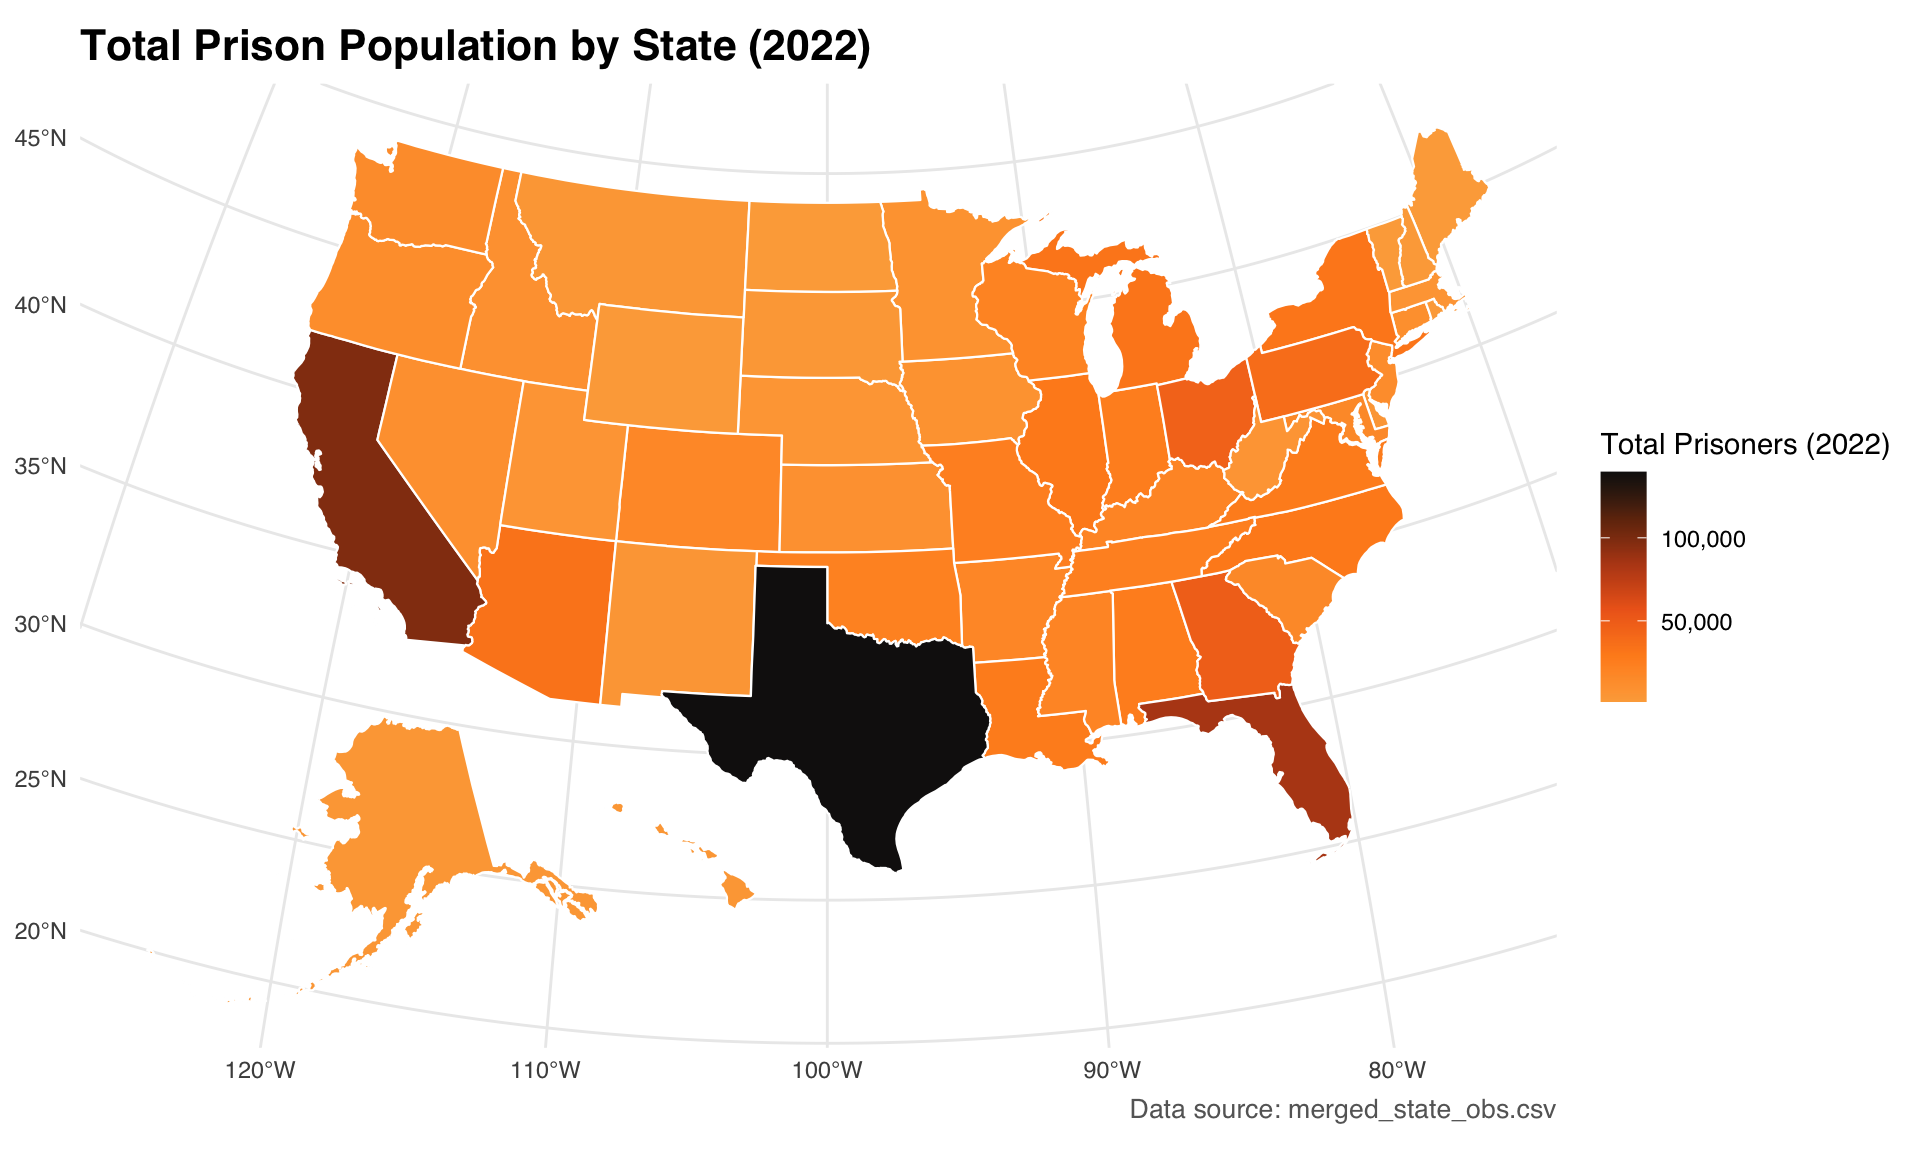 Total Prison Population by State (2022)
45°N
40°N
35°N
30°N
25°N
20°N
120°W
110°W
100°W
90°W
80°W
Total Prisoners (2022)
100,000
50,000
Data source: merged_state_obs.csv